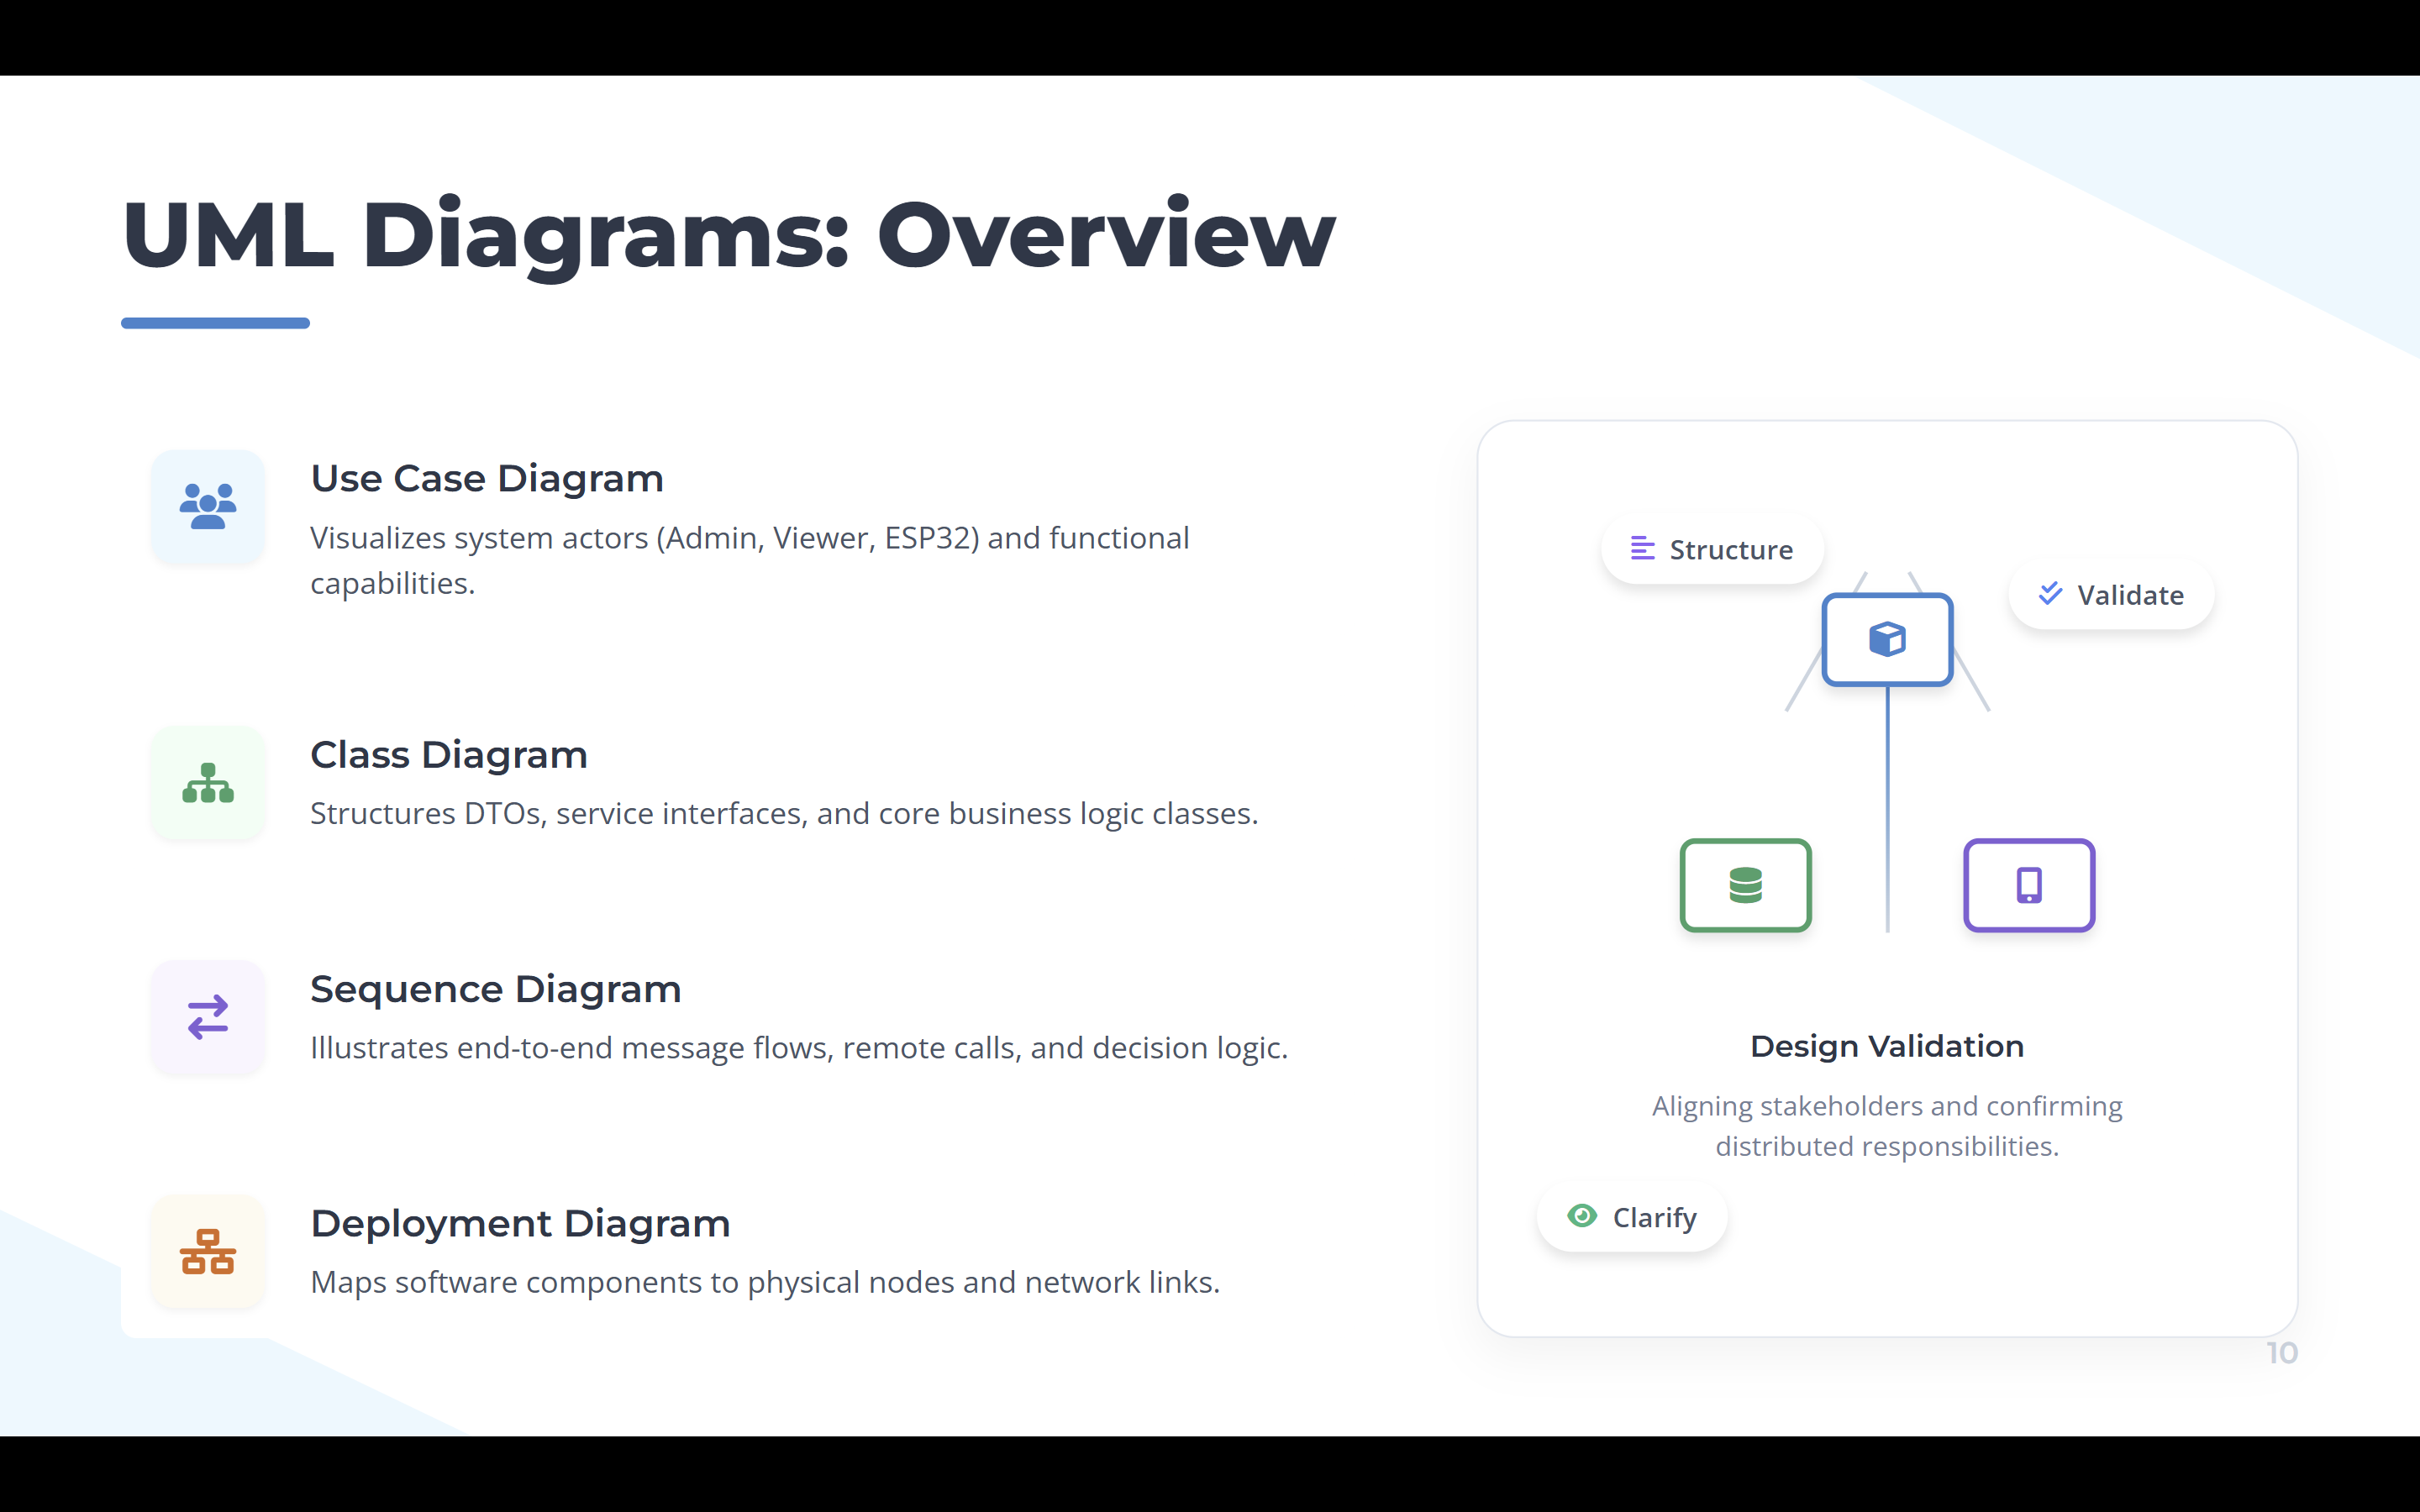 UML Diagrams: Overview
Use Case Diagram
Visualizes system actors (Admin, Viewer, ESP32) and functional
capabilities.
Class Diagram
Structures DTOs, service interfaces, and core business logic classes.
Sequence Diagram
Illustrates end-to-end message flows, remote calls, and decision logic.
Deployment Diagram
Maps software components to physical nodes and network links.
Structure
Validate
Design Validation
Aligning stakeholders and confirming
distributed responsibilities.
Clarify
10